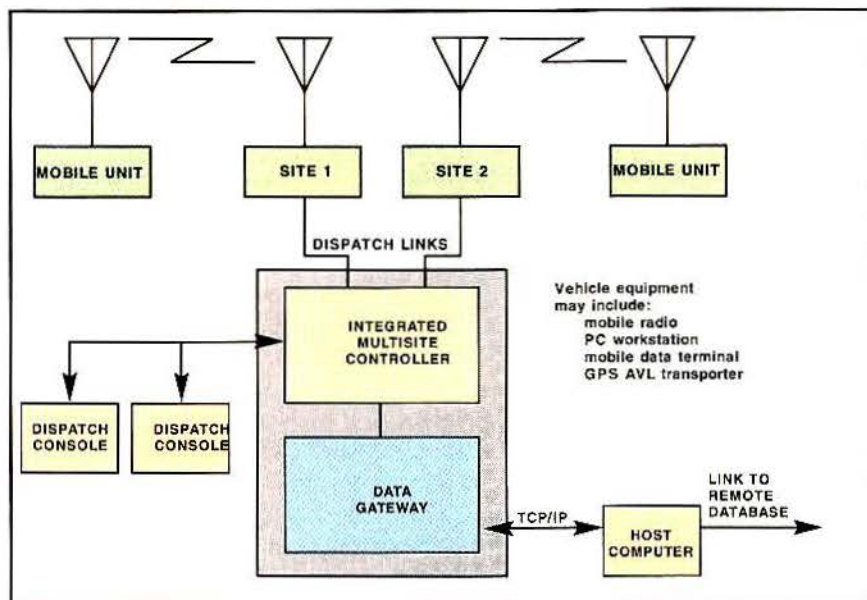 MOBILE UNIT
SITE 1
SITE 2
MOBILE UNIT
DISPATCH LINKS
INTEGRATED
MULTISITE
CONTROLLER
Vehicle equipment
may include:
mobile radio
PC workstation
mobile data terminal
GPS AVL transporter
DISPATCH
CONSOLE
DISPATCH
CONSOLE
DATA
GATEWAY
TCP/IP
HOST
COMPUTER
LINK TO
REMOTE
DATABASE